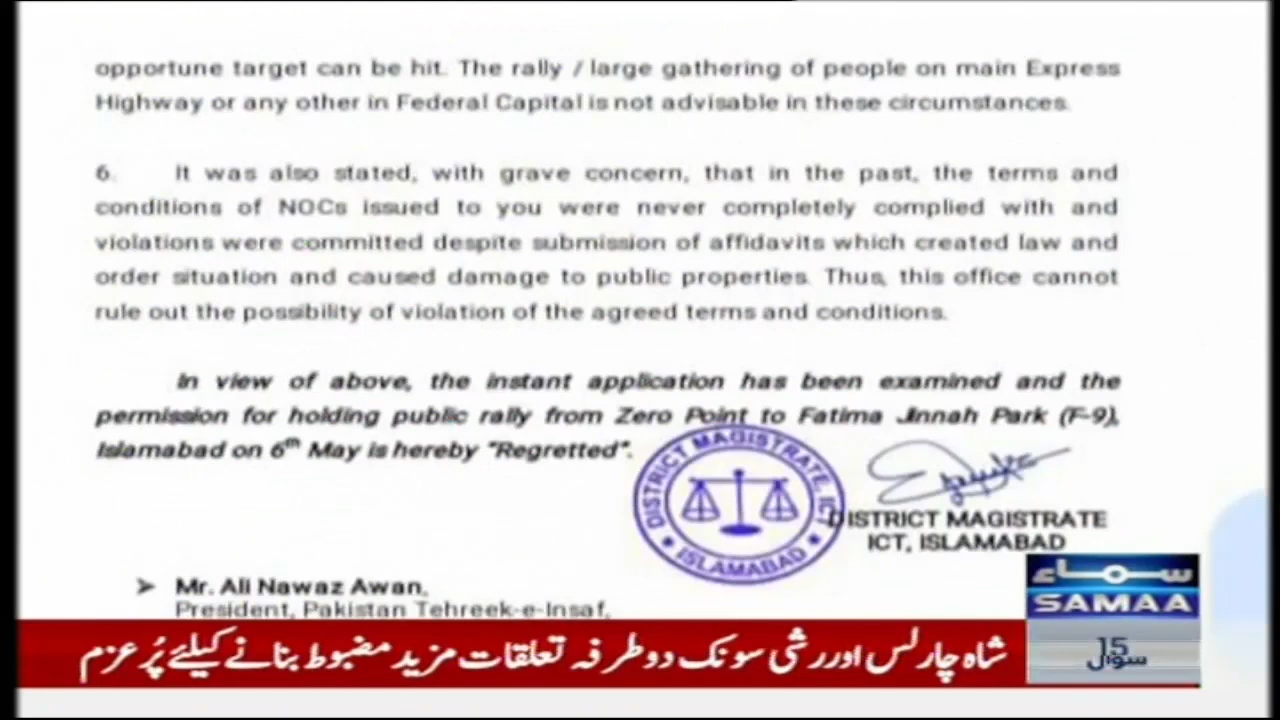 opportune target can be hit. The rally / large gathering of people on main Express
Highway or any other in Federal Capital is not advisable in these circumstances.
6. It was also stated, with grave concern, that in the past, the terms and
conditions of NOCs issued to you were never completely complied with and
violations were committed despite submission of affidavits which created law and
order situation and caused damage to public properties. Thus, this office cannot
rule out the possibility of violation of the agreed terms and conditions.
In view of above, the instant application has been examined and the
permission for holding public rally from Zero Point to Fatima Jinnah Park (F-9),
Islamabad on 6th May is hereby "Regretted".
DISTRICT MAGISTRATE, ICT
ISLAMABAD
DISTRICT MAGISTRATE
ICT, ISLAMABAD
➢ Mr. Ali Nawaz Awan,
President, Pakistan Tehreek-e-Insaf,
سماء
SAMAA
15
سوال
شاہ چارلس اور رشی سونک دو طرفہ تعلقات مزید مضبوط بنانے کیلئے پُرعزم